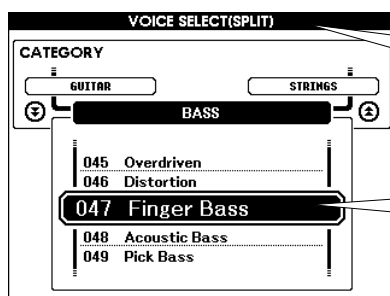 VOICE SELECT(SPLIT)
CATEGORY
GUITAR STRINGS
BASS
045 Overdriven
046 Distortion
047 Finger Bass
048 Acoustic Bass
049 Pick Bass